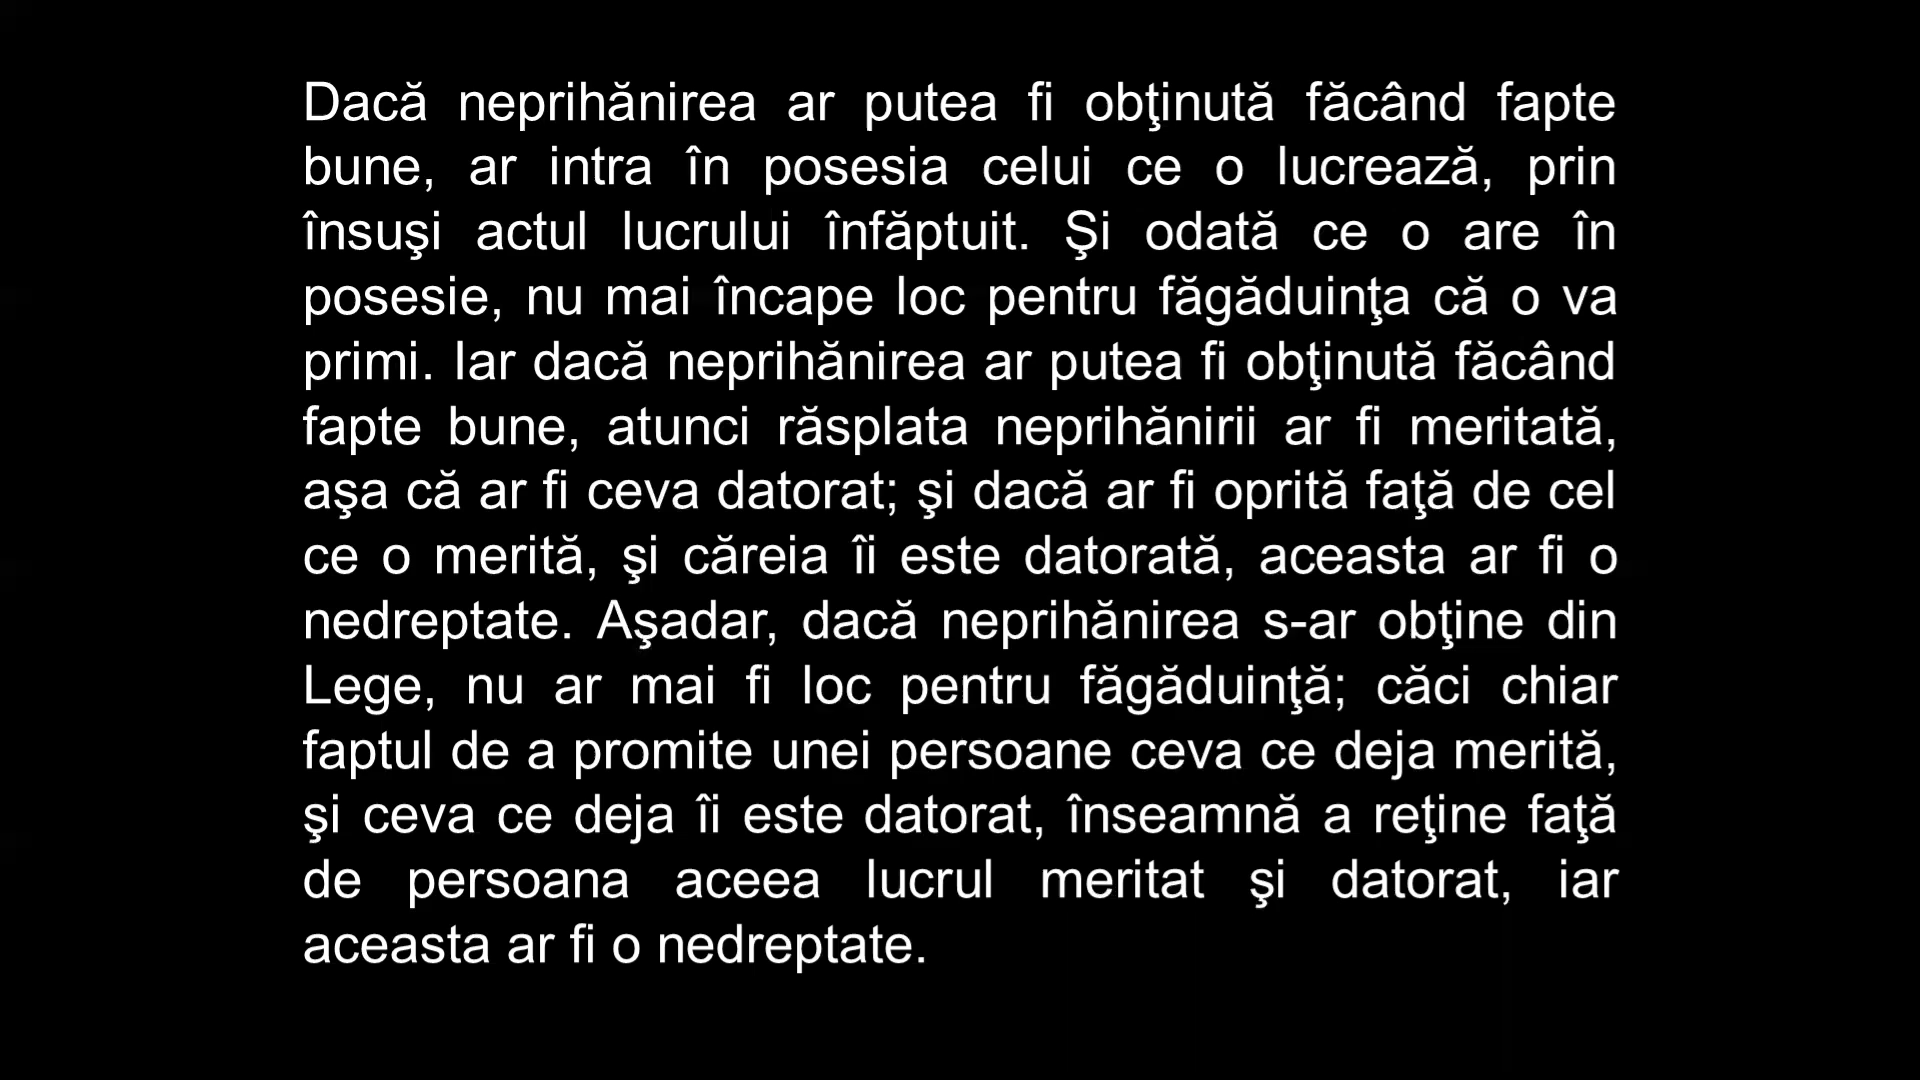 Dacă neprihănirea ar putea fi obţinută făcând fapte
bune, ar intra în posesia celui ce o lucrează, prin
însuşi actul lucrului înfăptuit. Şi odată ce o are în
posesie, nu mai încape loc pentru făgăduinţa că o va
primi. Iar dacă neprihănirea ar putea fi obţinută făcând
fapte bune, atunci răsplata neprihănirii ar fi meritată,
aşa că ar fi ceva datorat; şi dacă ar fi oprită faţă de cel
ce o merită, şi căreia îi este datorată, aceasta ar fi o
nedreptate. Aşadar, dacă neprihănirea s-ar obţine din
Lege, nu ar mai fi loc pentru făgăduinţă; căci chiar
faptul de a promite unei persoane ceva ce deja merită,
şi ceva ce deja îi este datorat, înseamnă a reţine faţă
de persoana aceea lucrul meritat şi datorat, iar
aceasta ar fi o nedreptate.